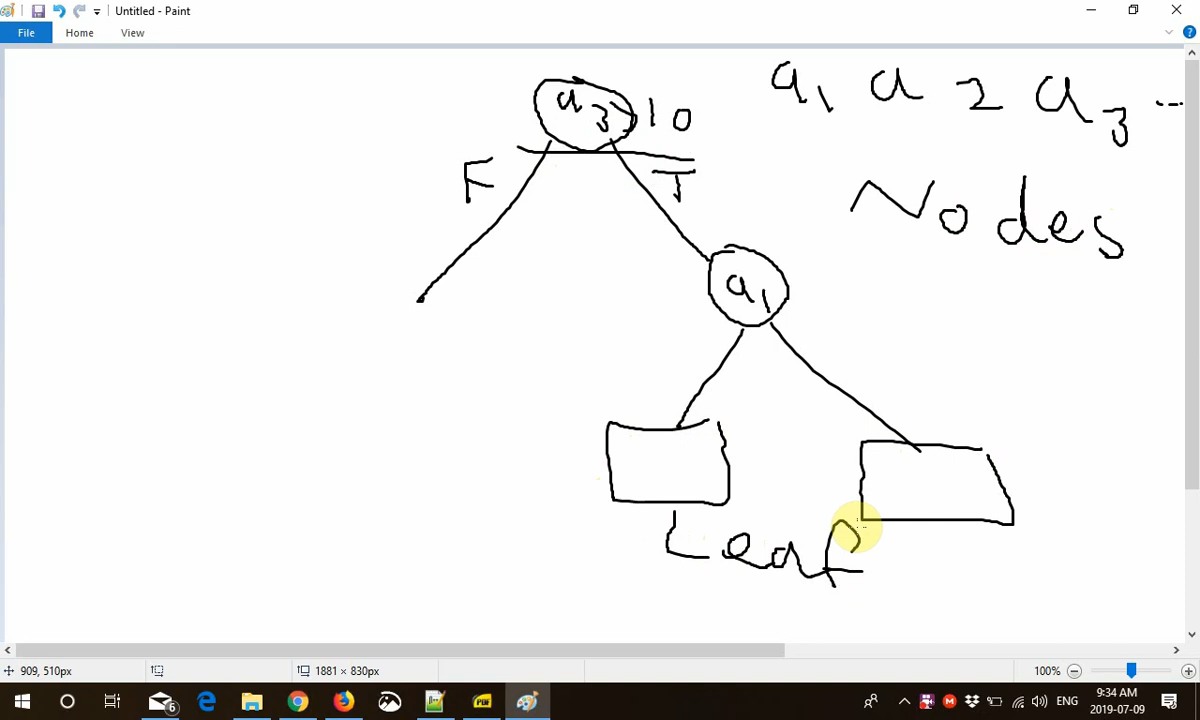 Untitled - Paint
File Home View
a1 a2 a3 ...
a3 > 10
F T
Nodes
a1
Leaf
909, 510px 1881 × 830px 100%
6 ENG 9:34 AM
2019-07-09